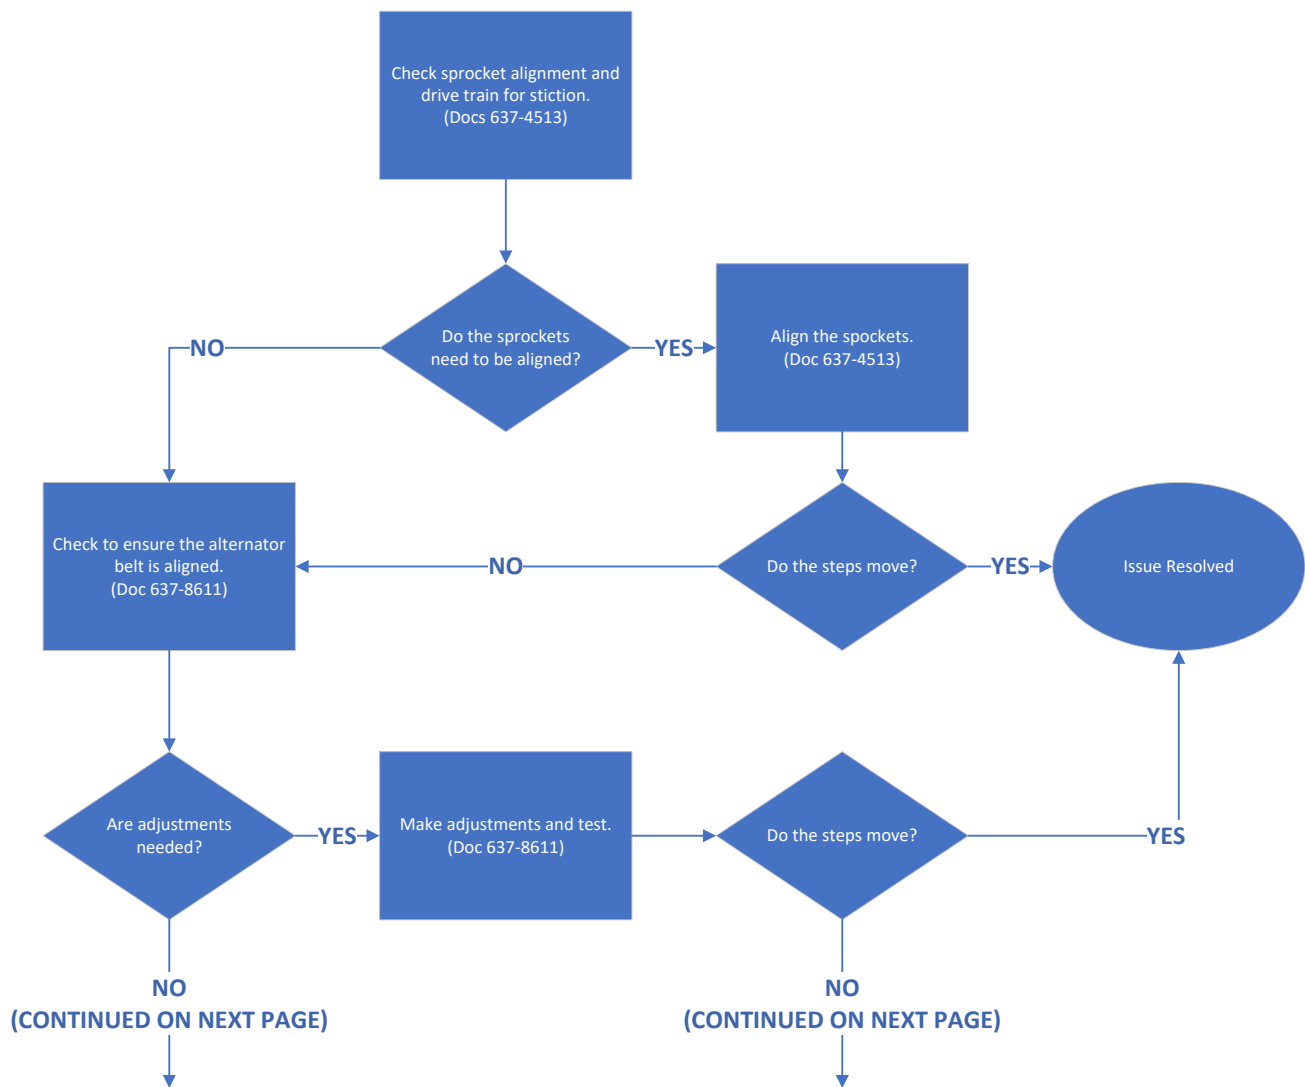 Check sprocket alignment and
drive train for stiction.
(Docs 637-4513)
Do the sprockets
need to be aligned?
NO
YES
Align the spockets.
(Doc 637-4513)
Check to ensure the alternator
belt is aligned.
(Doc 637-8611)
NO
Do the steps move?
YES
Issue Resolved
Are adjustments
needed?
YES
Make adjustments and test.
(Doc 637-8611)
Do the steps move?
YES
NO
(CONTINUED ON NEXT PAGE)
NO
(CONTINUED ON NEXT PAGE)